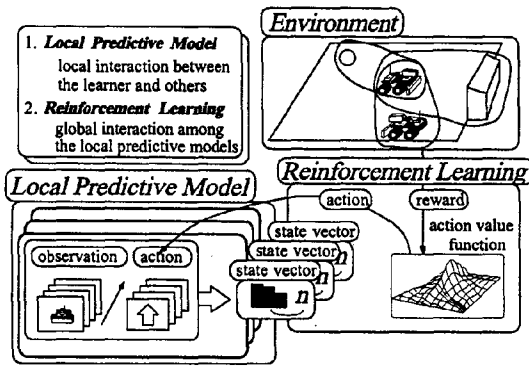 1. Local Predictive Model
local interaction between
the learner and others
2. Reinforcement Learning
global interaction among
the local predictive models
Environment
Local Predictive Model
observation
action
state vector
state vector
state vector
n
n
n
Reinforcement Learning
action
reward
action value
function